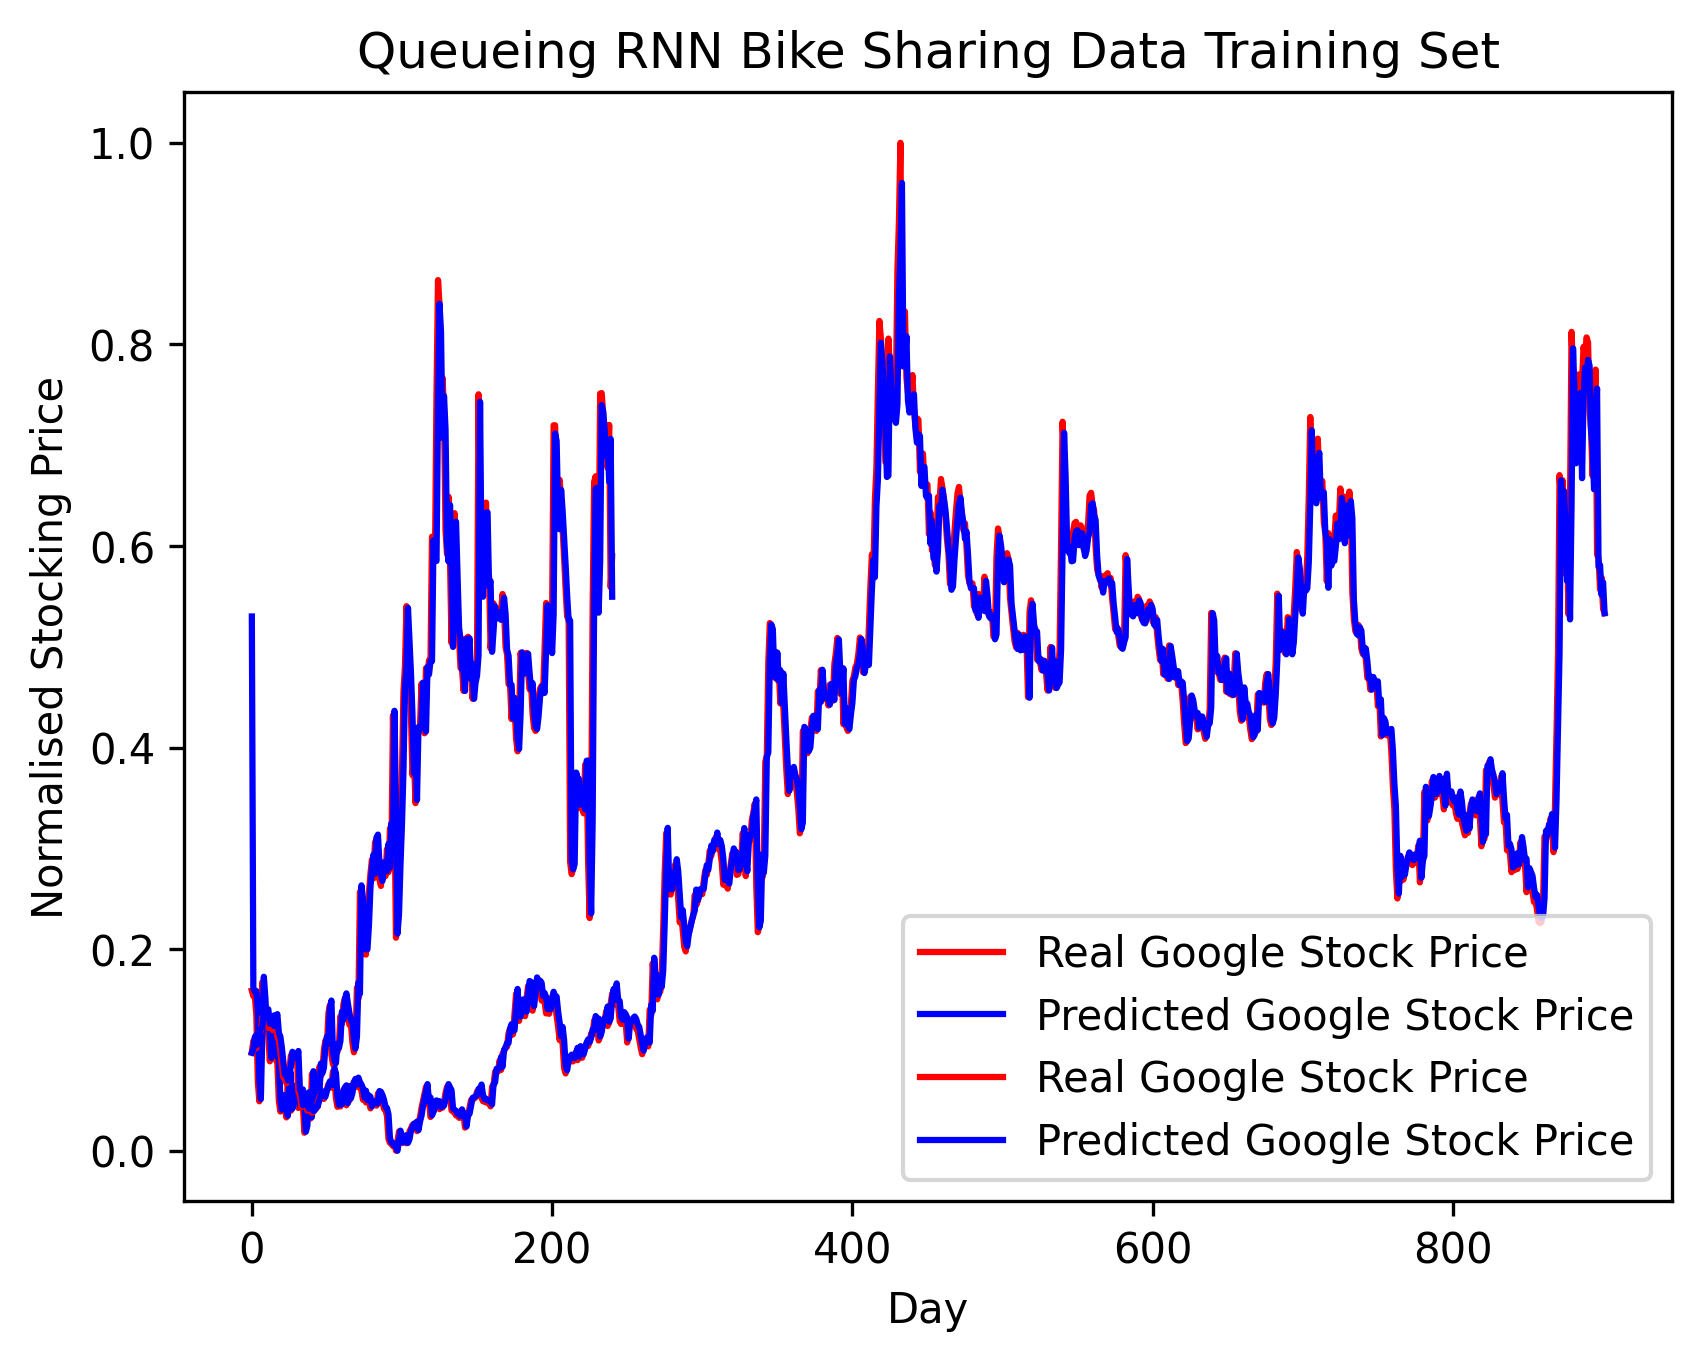 Queueing RNN Bike Sharing Data Training Set
Normalised Stocking Price
1.0
0.8
0.6
0.4
0.2
0.0
Real Google Stock Price
Predicted Google Stock Price
Real Google Stock Price
Predicted Google Stock Price
0 200 400 600 800
Day